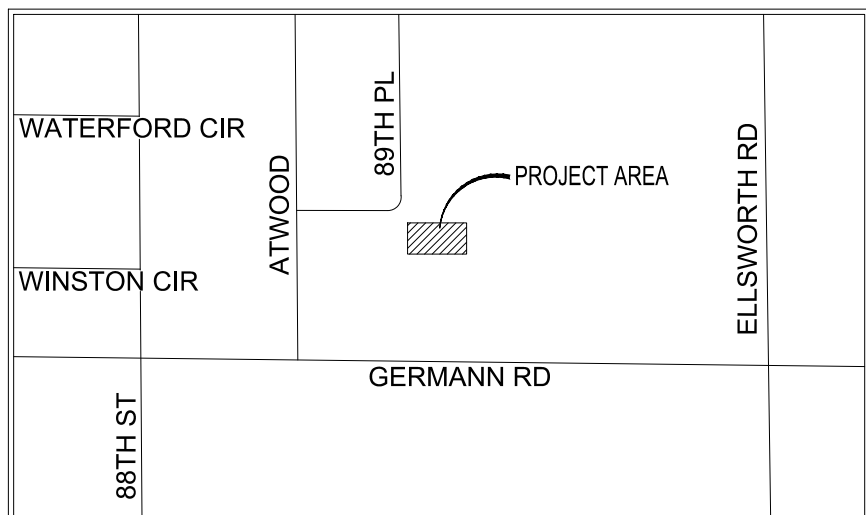 WATERFORD CIR
89TH PL
ELLSWORTH RD
PROJECT AREA
ATWOOD
WINSTON CIR
GERMANN RD
88TH ST